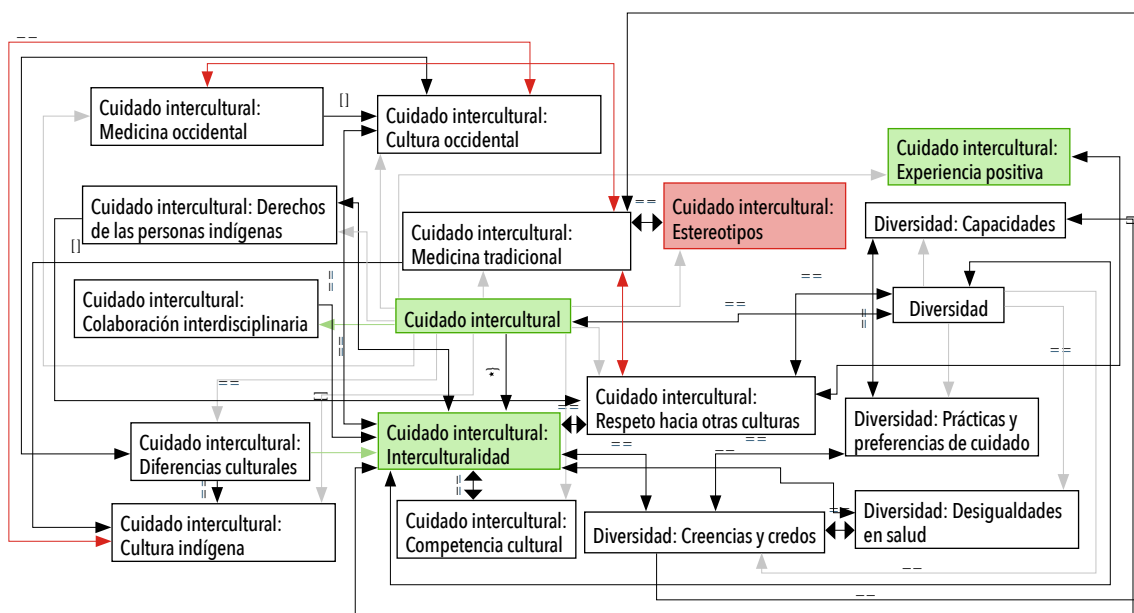 Cuidado intercultural:
Medicina occidental
[]
Cuidado intercultural:
Cultura occidental
Cuidado intercultural:
Experiencia positiva
Cuidado intercultural: Derechos
de las personas indígenas
[]
Cuidado intercultural:
Medicina tradicional
==
Cuidado intercultural:
Estereotipos
Diversidad: Capacidades
Cuidado intercultural:
Colaboración interdisciplinaria
Cuidado intercultural
==
==
Diversidad
==
==
Cuidado intercultural:
Respeto hacia otras culturas
Diversidad: Prácticas y
preferencias de cuidado
Cuidado intercultural:
Diferencias culturales
Cuidado intercultural:
Interculturalidad
==
==
==
Cuidado intercultural:
Cultura indígena
==
Cuidado intercultural:
Competencia cultural
Diversidad: Creencias y credos
==
Diversidad: Desigualdades
en salud